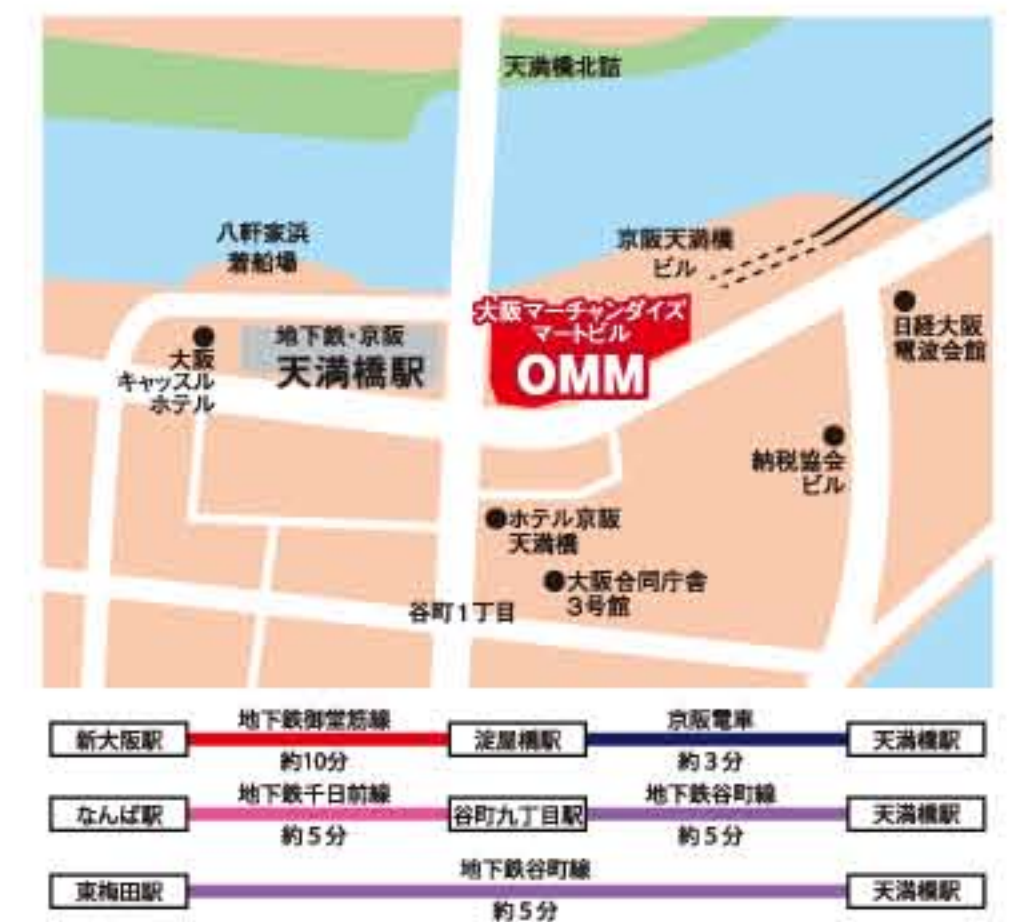 天満橋北詰
八軒家浜
着船場
京阪天満橋
ビル
大阪マーチャンダイズ
マートビル
OMM
地下鉄・京阪
天満橋駅
大阪
キャッスル
ホテル
日経大阪
電波会館
納税協会
ビル
ホテル京阪
天満橋
大阪合同庁舎
3号館
谷町1丁目
新大阪駅
地下鉄御堂筋線
約10分
淀屋橋駅
京阪電車
約3分
天満橋駅
なんば駅
地下鉄千日前線
約5分
谷町九丁目駅
地下鉄谷町線
約5分
天満橋駅
東梅田駅
地下鉄谷町線
約5分
天満橋駅